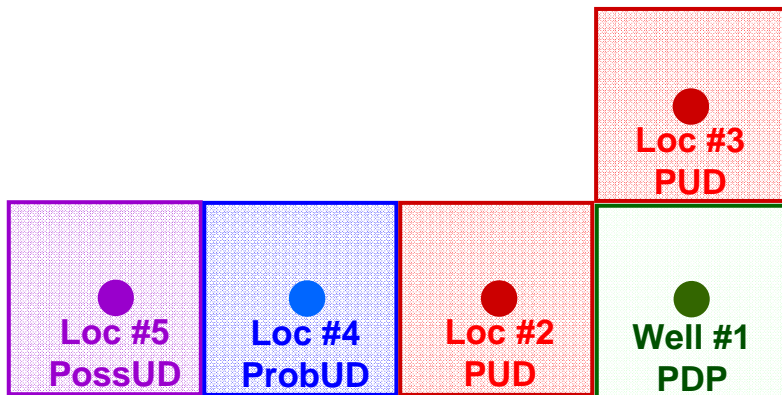 Loc #3
PUD
Loc #5
PossUD
Loc #4
ProbUD
Loc #2
PUD
Well #1
PDP